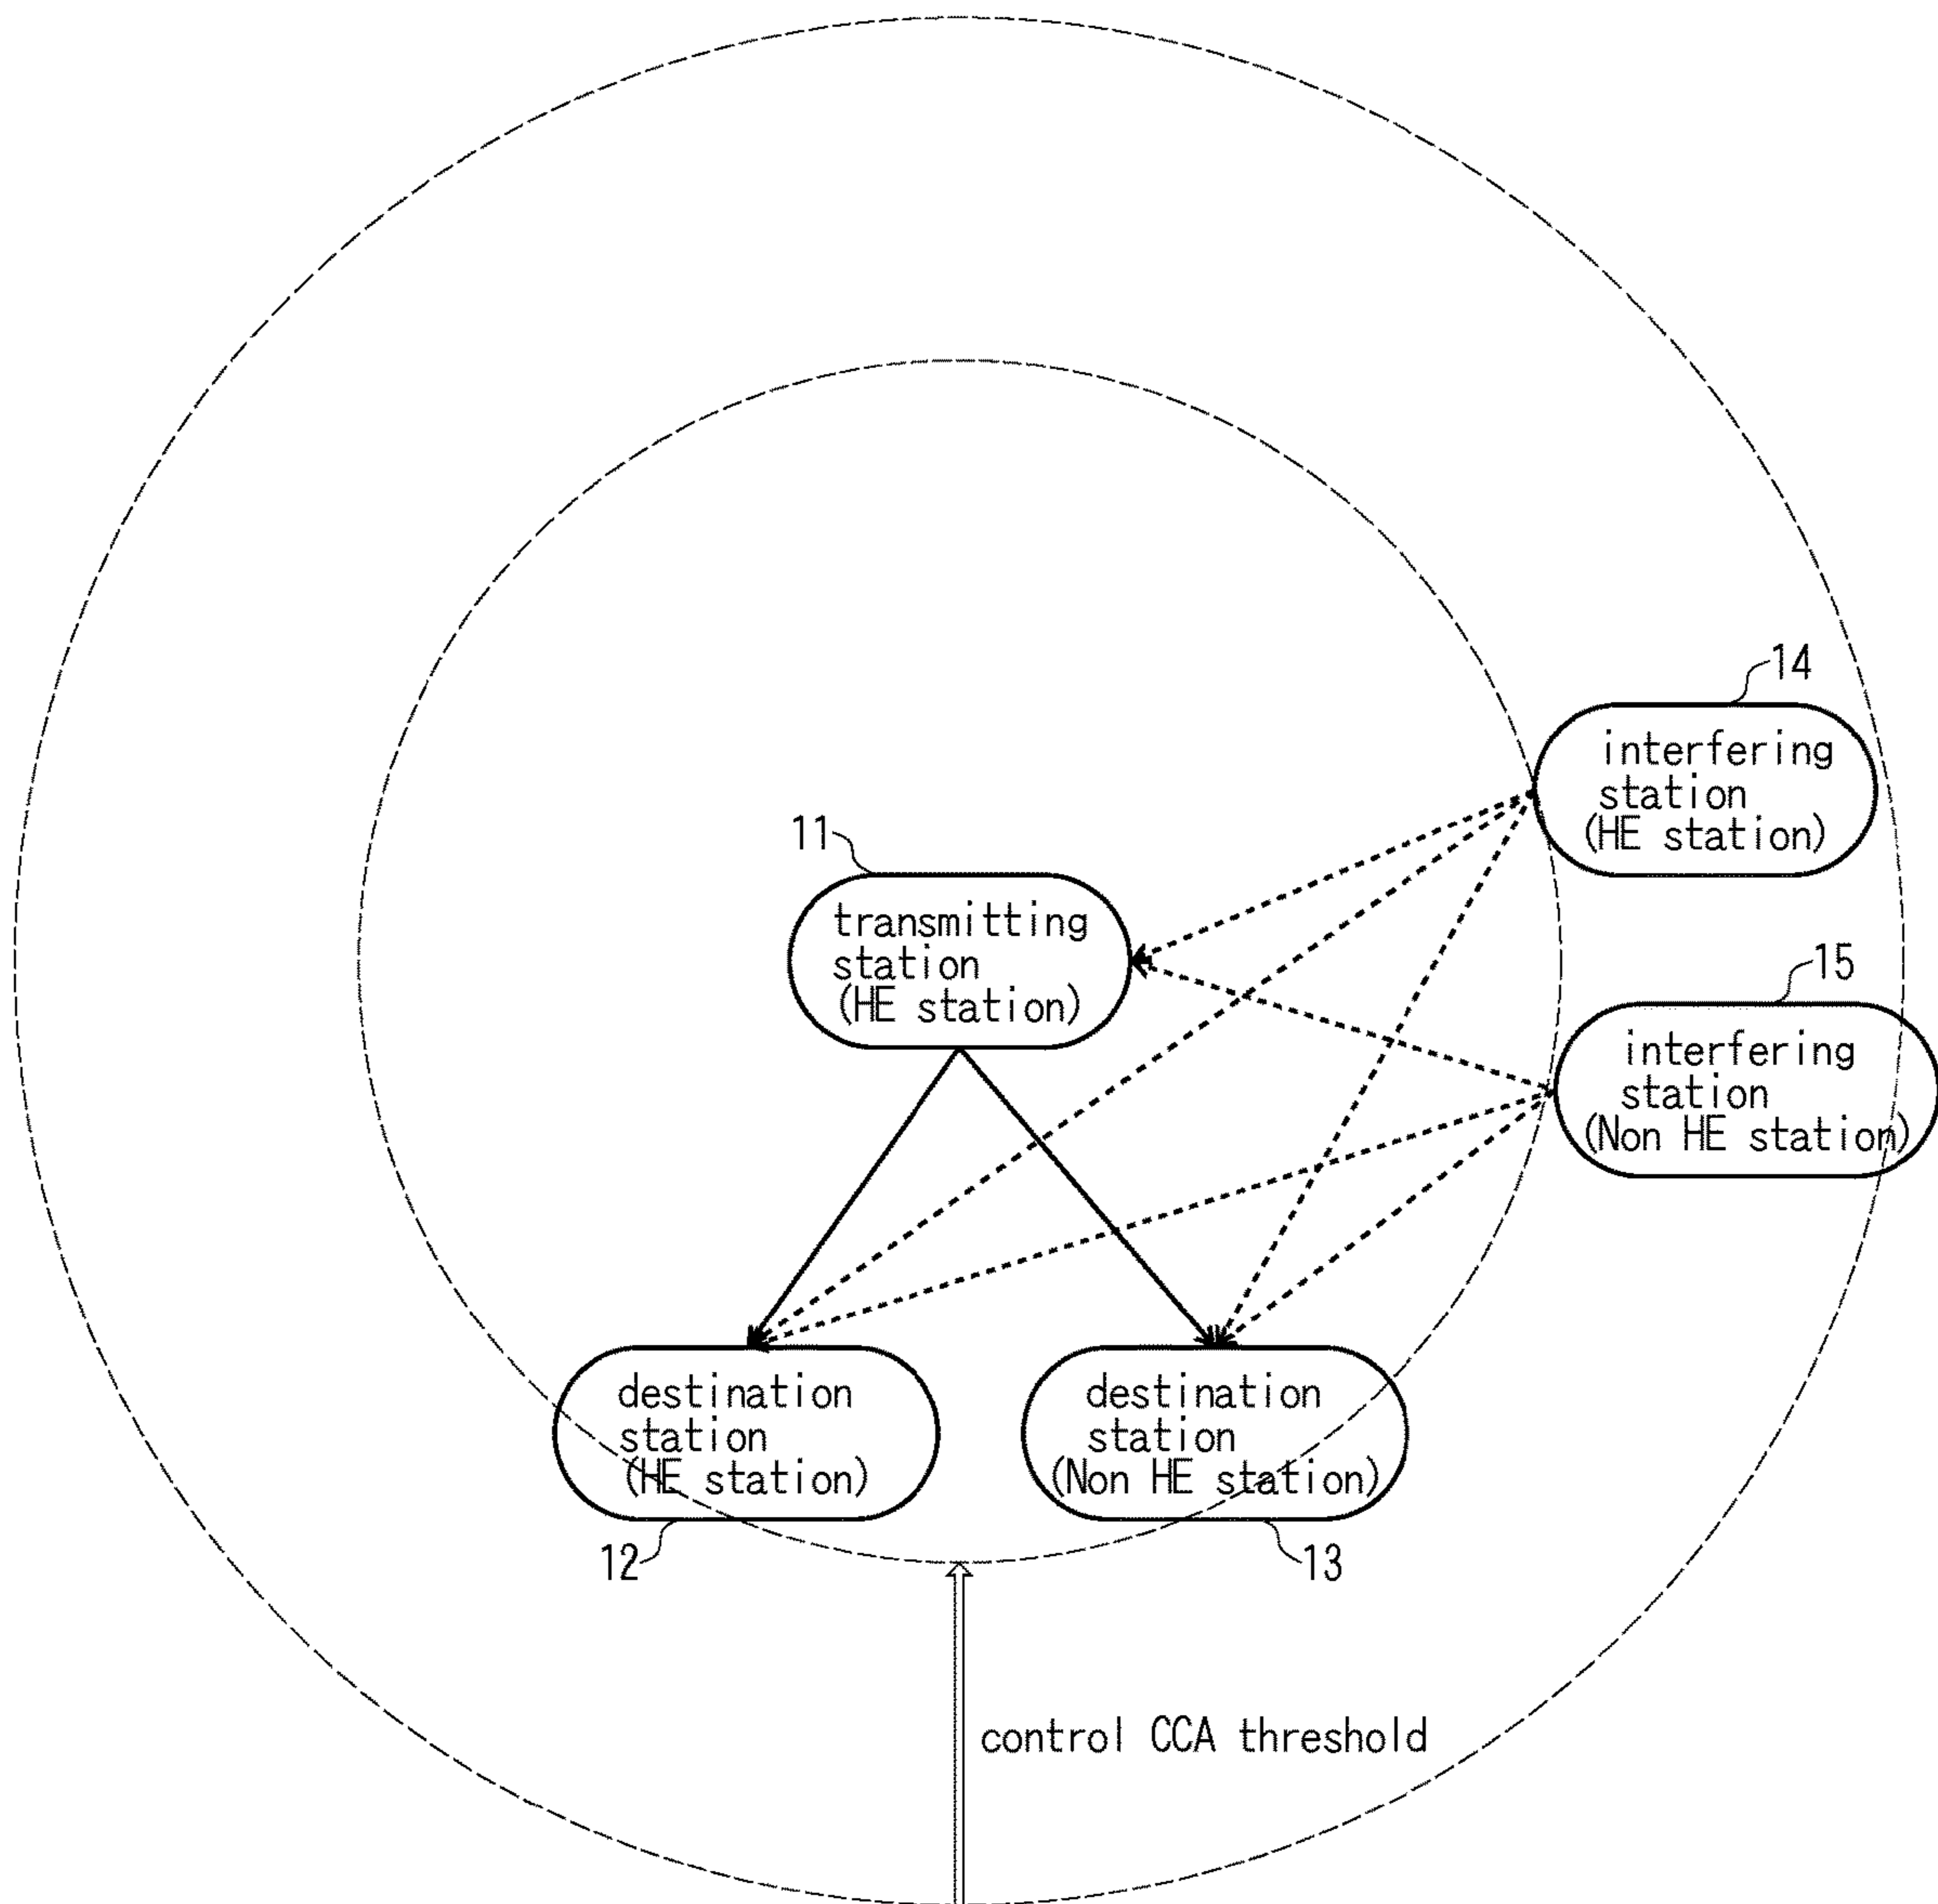 14
interfering
station
(HE station)
11
transmitting
station
(HE station)
15
interfering
station
(Non HE station)
destination
station
(HE station)
12
destination
station
(Non HE station)
13
control CCA threshold